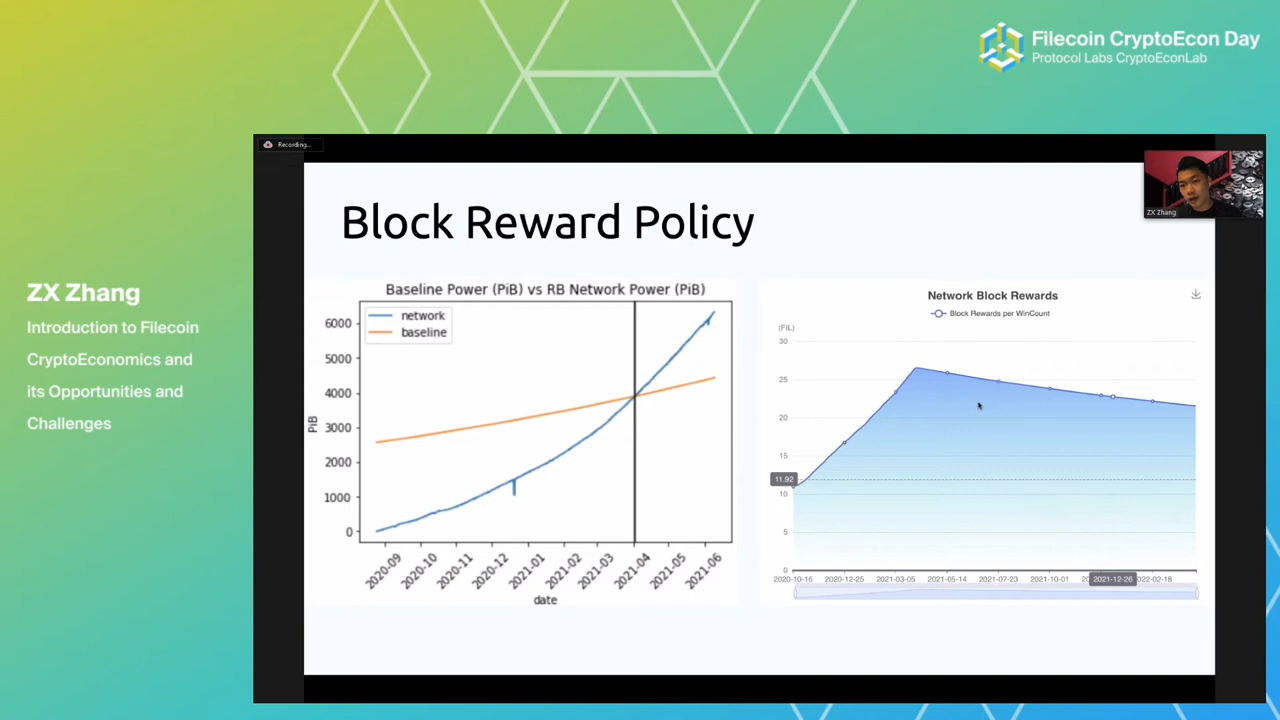 Filecoin CryptoEcon Day
Protocol Labs CryptoEconLab
Recording...
ZX Zhang
Block Reward Policy
ZX Zhang
Introduction to Filecoin
CryptoEconomics and
its Opportunities and
Challenges
Baseline Power (PiB) vs RB Network Power (PiB)
network
baseline
6000
5000
4000
3000
2000
1000
0
PiB
2020-09
2020-10
2020-11
2020-12
2021-01
2021-02
2021-03
2021-04
2021-05
2021-06
date
Network Block Rewards
Block Rewards per WinCount
(FIL)
30
25
20
15
11.92
10
5
0
2020-10-16
2020-12-25
2021-03-05
2021-05-14
2021-07-23
2021-10-01
2021-12-26
022-02-18